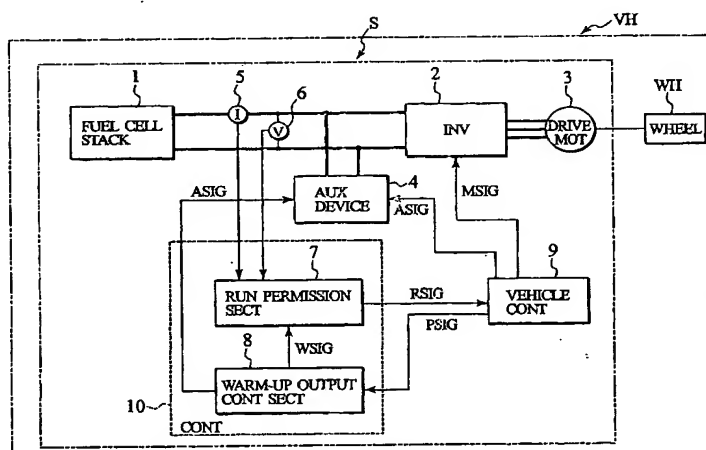 VH
S
1
5
6
2
3
WH
FUEL CELL
STACK
I
V
INV
DRIVE
MOT
WHEEL
ASIG
AUX
DEVICE
4
ASIG
MSIG
7
9
RUN PERMISSION
SECT
RSIG
VEHICLE
CONT
PSIG
8
WSIG
WARM-UP OUTPUT
CONT SECT
10
CONT